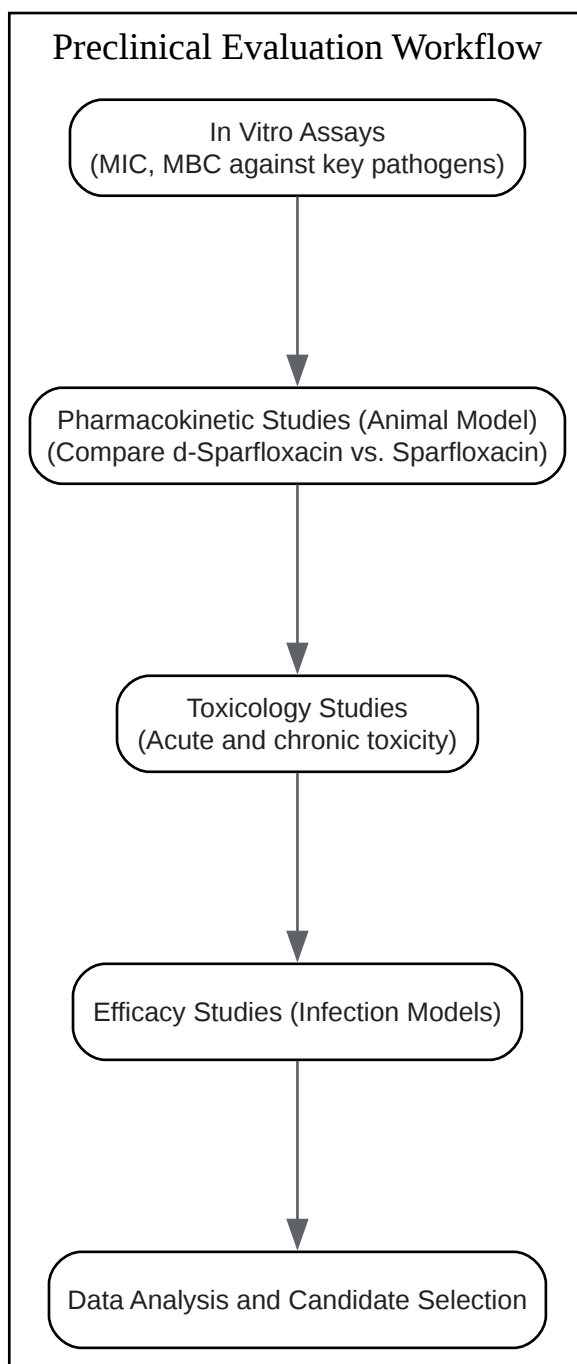 Preclinical Evaluation Workflow
In Vitro Assays
(MIC, MBC against key pathogens)
Pharmacokinetic Studies (Animal Model)
(Compare d-Sparfloxacin vs. Sparfloxacin)
Toxicology Studies
(Acute and chronic toxicity)
Efficacy Studies (Infection Models)
Data Analysis and Candidate Selection